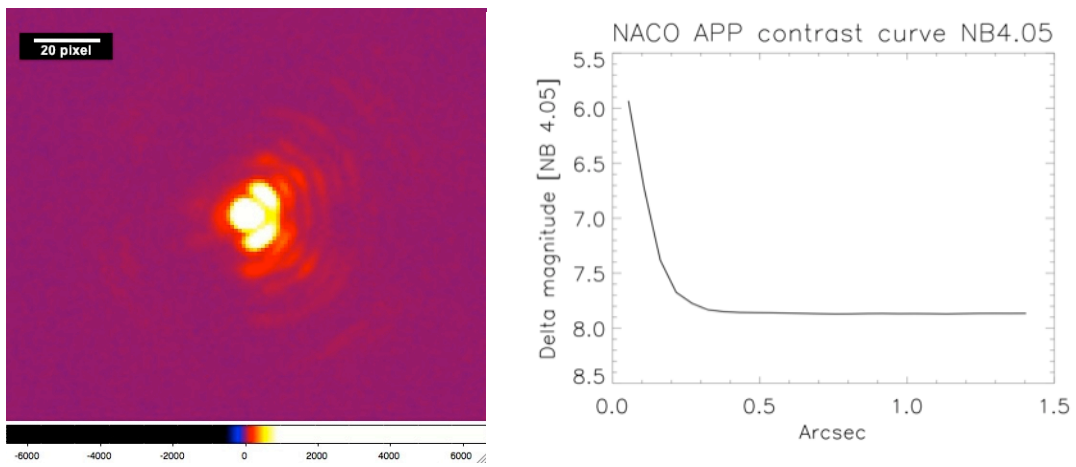 20 pixel
-6000 -4000 -2000 0 2000 4000 6000
NACO APP contrast curve NB4.05
Delta magnitude [NB 4.05]
5.5
6.0
6.5
7.0
7.5
8.0
8.5
0.0 0.5 1.0 1.5
Arcsec